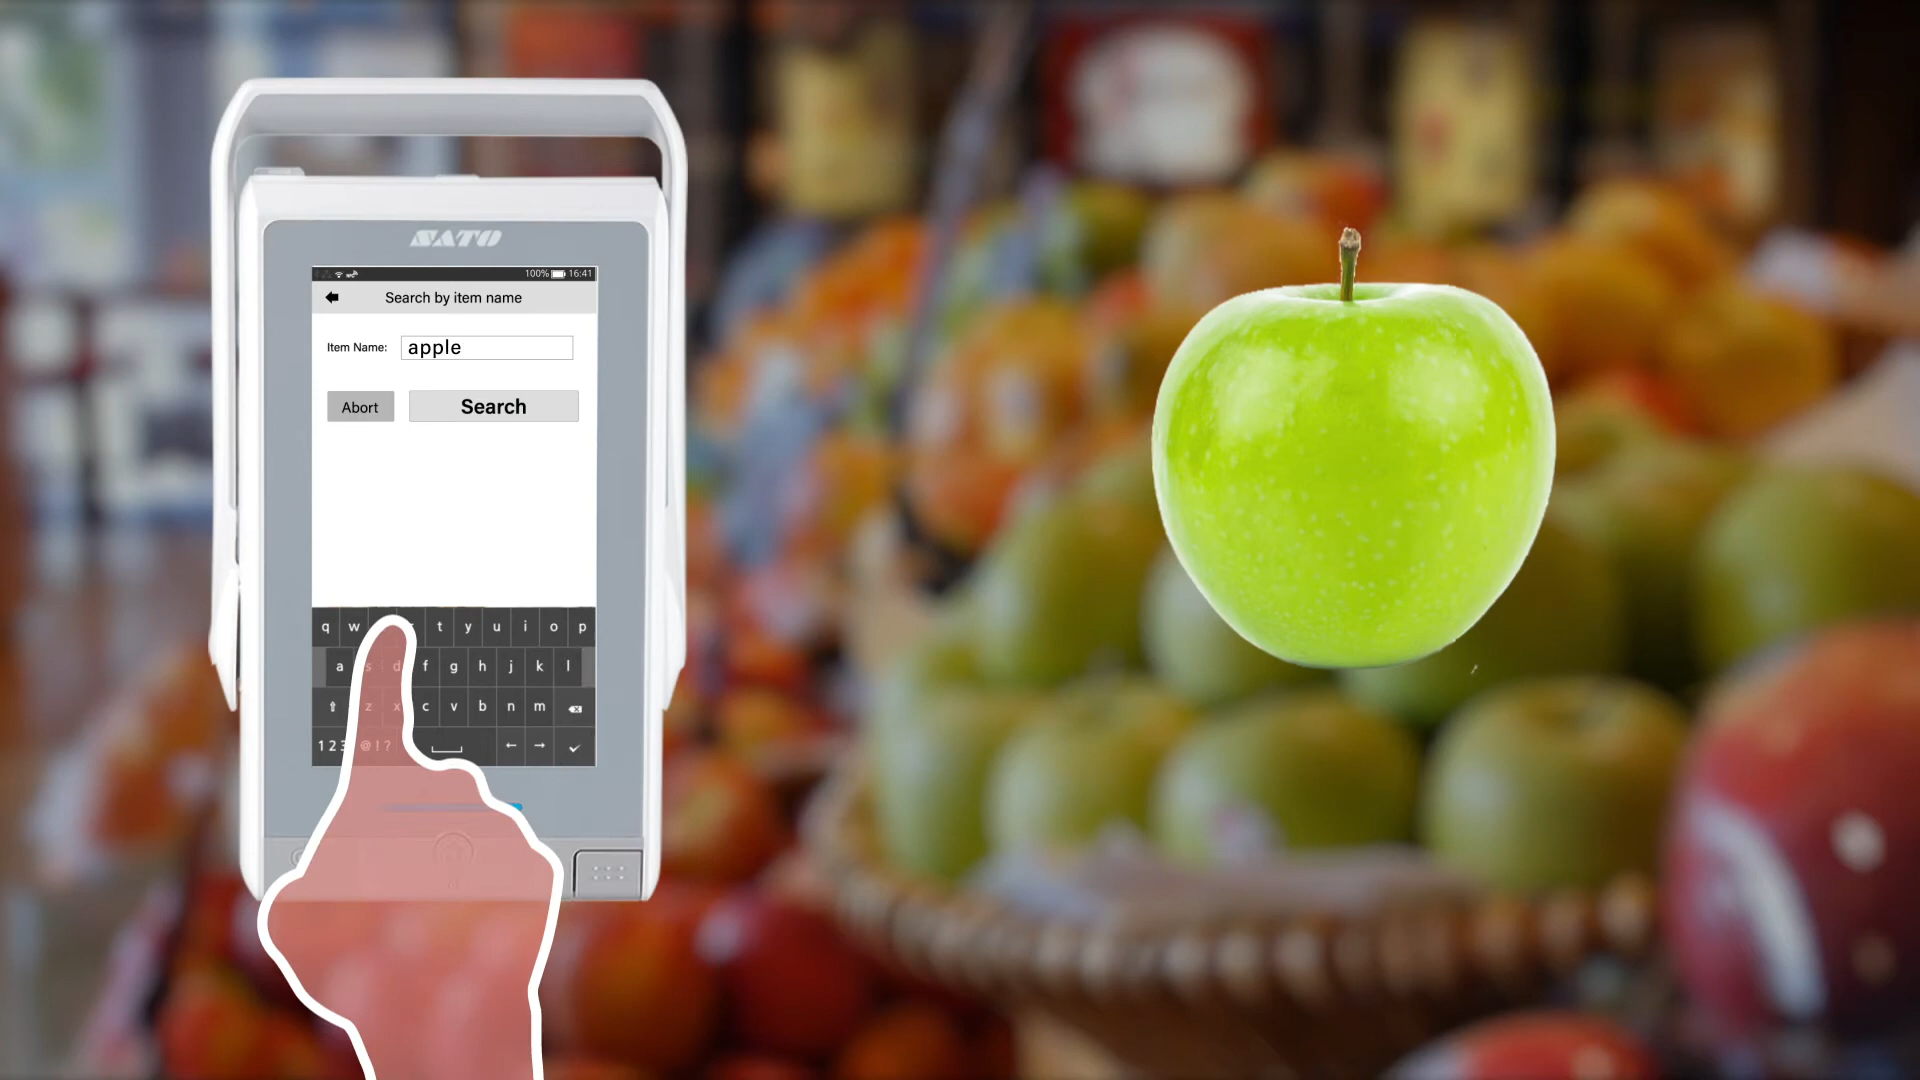 SATO
100% 16:41
Search by item name
Item Name: apple
Abort Search
q w t y u i o p
a s d f g h j k l
z x c v b n m
123 @!?